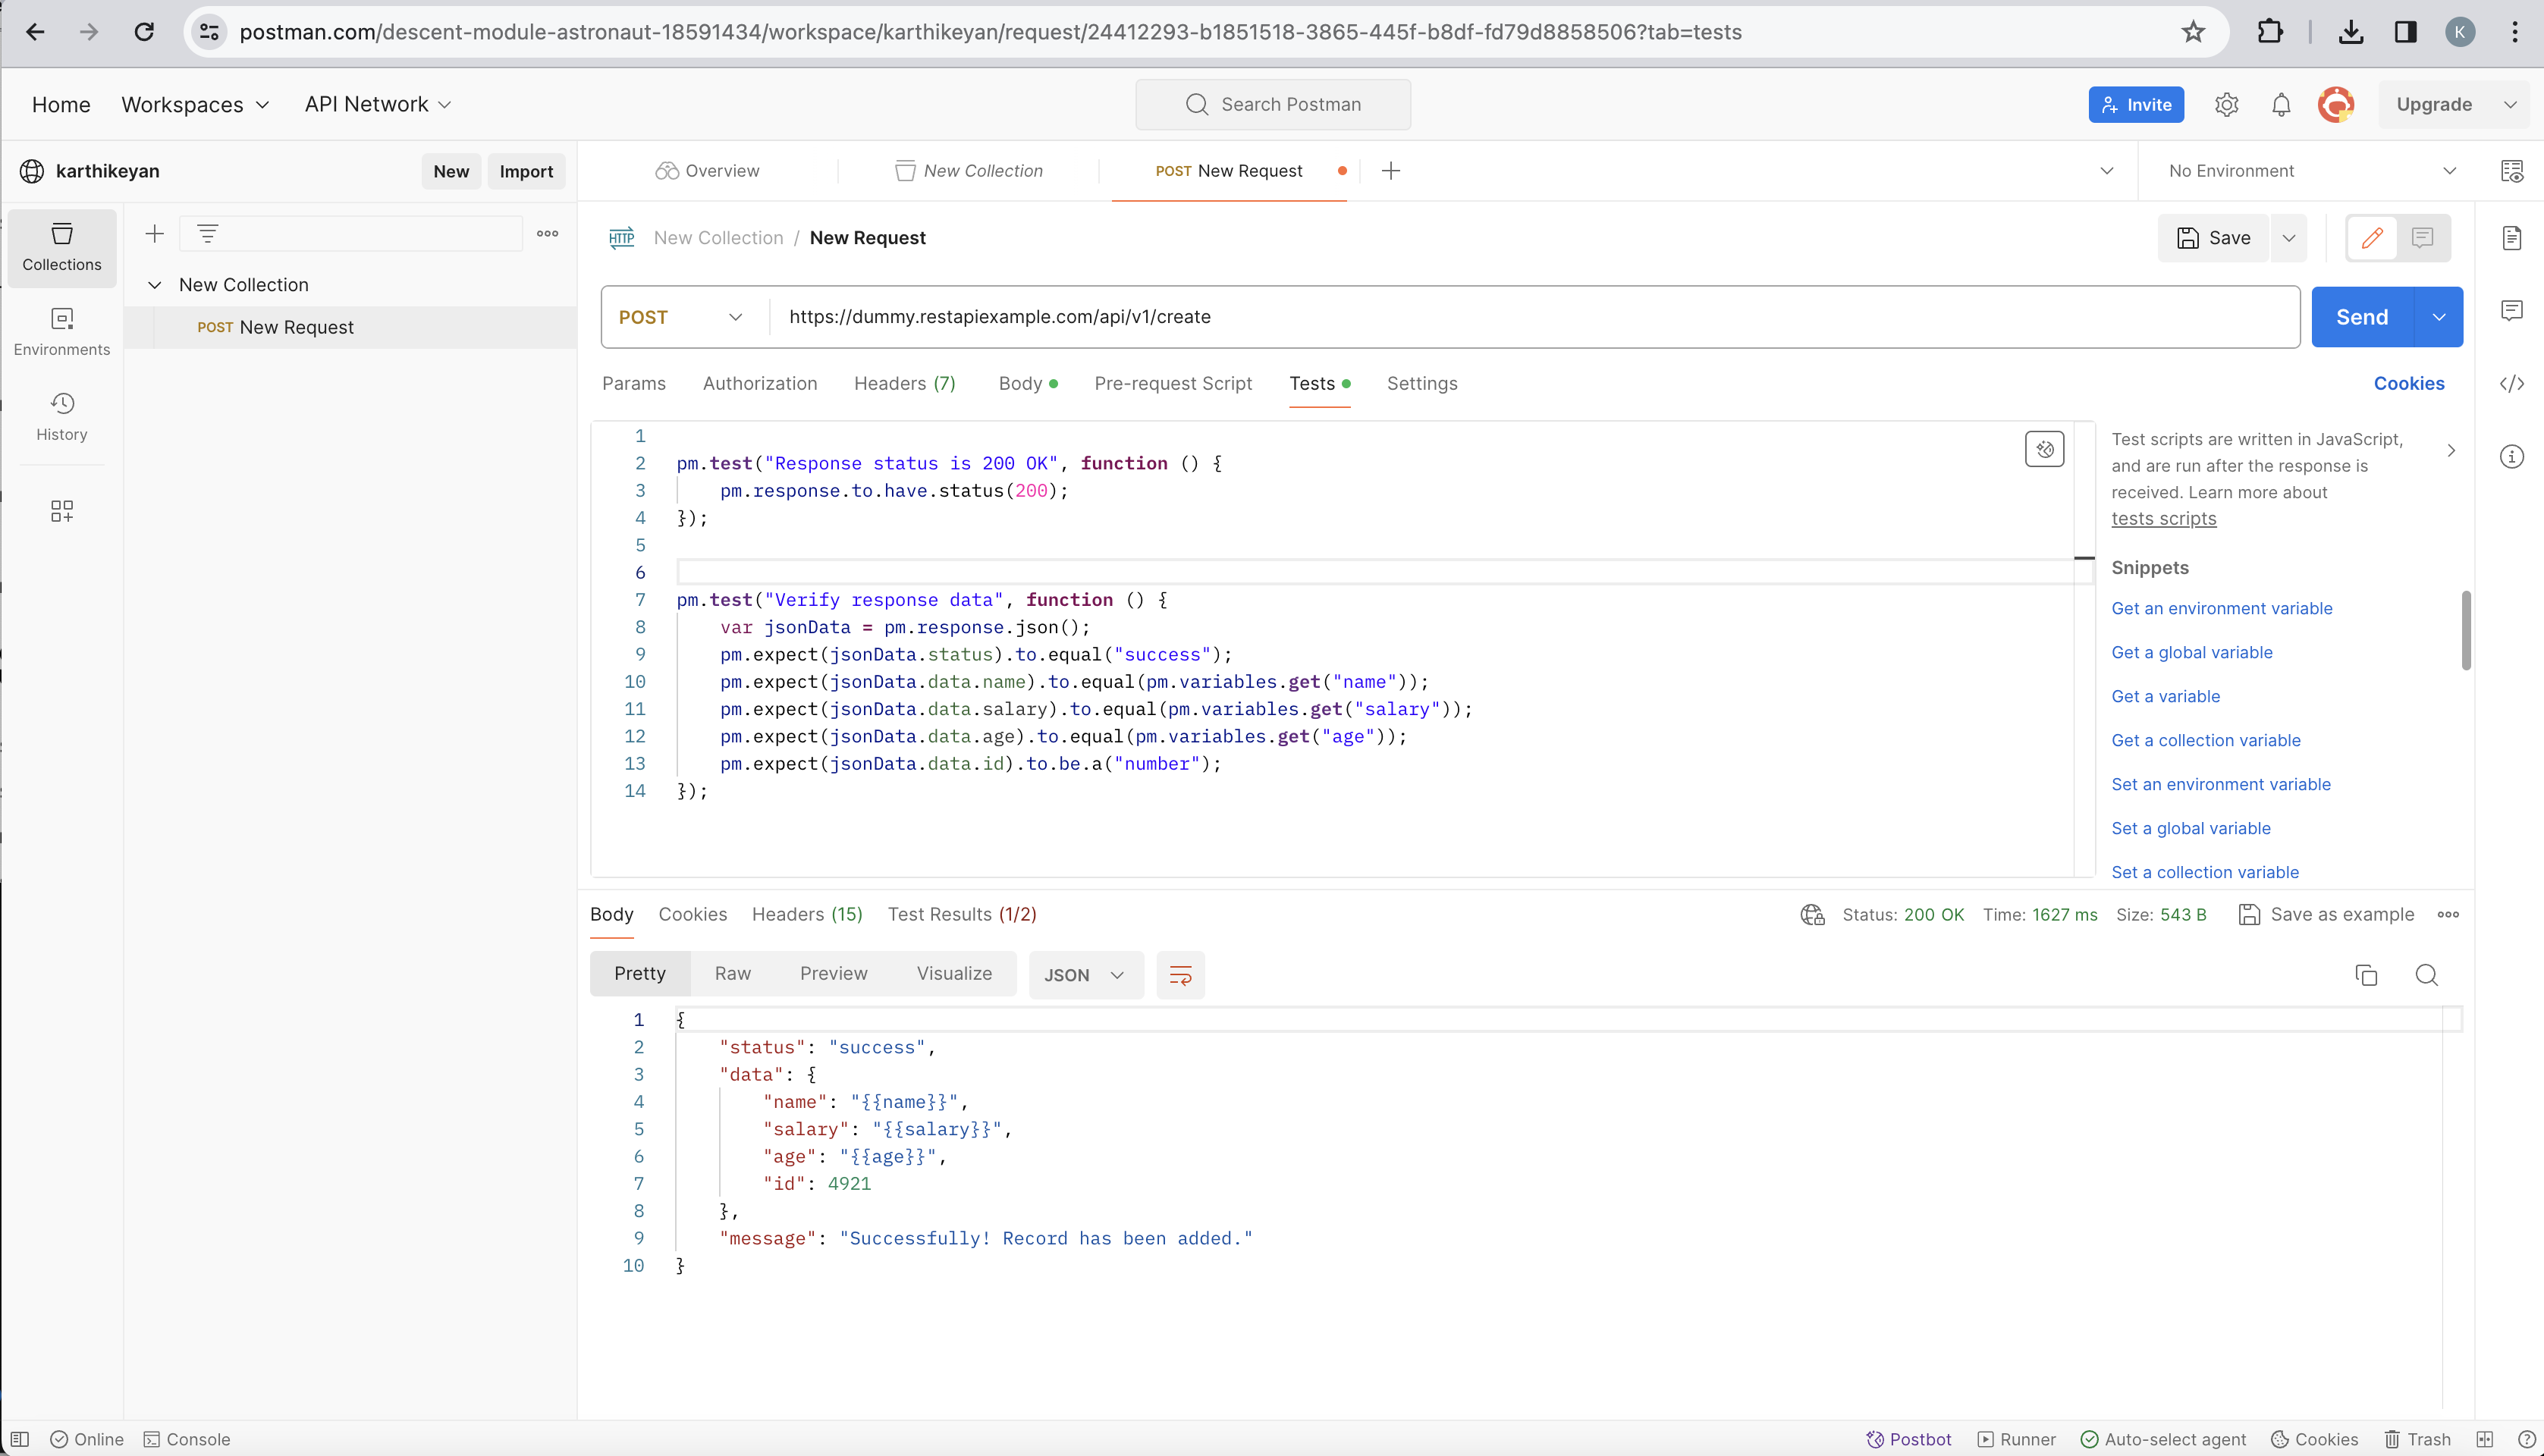 postman.com/descent-module-astronaut-18591434/workspace/karthikeyan/request/24412293-b1851518-3865-445f-b8df-fd79d8858506?tab=tests
K
Home Workspaces API Network Search Postman Invite Upgrade
karthikeyan New Import Overview New Collection POST New Request No Environment
Collections
Environments
History
New Collection
POST New Request
HTTP New Collection / New Request Save
POST https://dummy.restapiexample.com/api/v1/create Send
Params Authorization Headers (7) Body Pre-request Script Tests Settings Cookies
1
2 pm.test("Response status is 200 OK", function () {
3 pm.response.to.have.status(200);
4 });
5
6
7 pm.test("Verify response data", function () {
8 var jsonData = pm.response.json();
9 pm.expect(jsonData.status).to.equal("success");
10 pm.expect(jsonData.data.name).to.equal(pm.variables.get("name"));
11 pm.expect(jsonData.data.salary).to.equal(pm.variables.get("salary"));
12 pm.expect(jsonData.data.age).to.equal(pm.variables.get("age"));
13 pm.expect(jsonData.data.id).to.be.a("number");
14 });
Test scripts are written in JavaScript,
and are run after the response is
received. Learn more about
tests scripts
Snippets
Get an environment variable
Get a global variable
Get a variable
Get a collection variable
Set an environment variable
Set a global variable
Set a collection variable
Body Cookies Headers (15) Test Results (1/2) Status: 200 OK Time: 1627 ms Size: 543 B Save as example
Pretty Raw Preview Visualize JSON
1 {
2 "status": "success",
3 "data": {
4 "name": "{{name}}",
5 "salary": "{{salary}}",
6 "age": "{{age}}",
7 "id": 4921
8 },
9 "message": "Successfully! Record has been added."
10 }
Online Console Postbot Runner Auto-select agent Cookies Trash